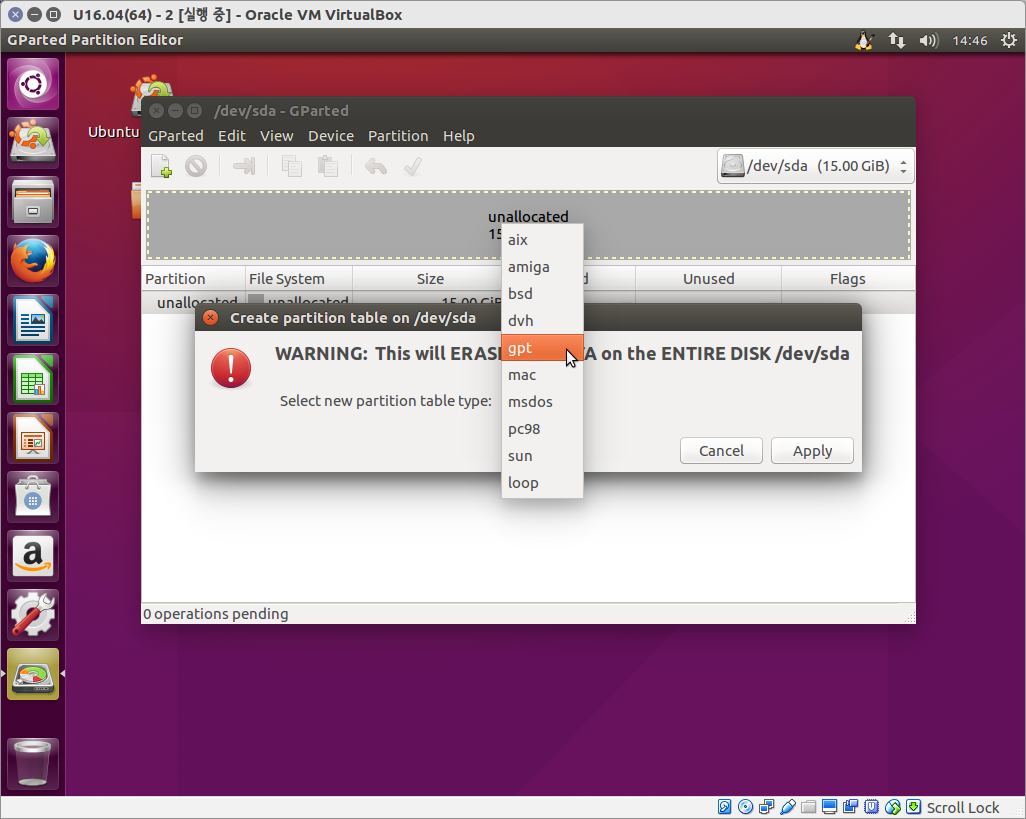 U16.04(64) - 2 [실행 중] - Oracle VM VirtualBox
GParted Partition Editor
14:46
Ubuntu
/dev/sda - GParted
GParted Edit View Device Partition Help
/dev/sda (15.00 GiB)
unallocated
15
Partition File System Size Unused Flags
unallocated unallocated 15.00 GiB
Create partition table on /dev/sda
WARNING: This will ERASE on the ENTIRE DISK /dev/sda
Select new partition table type:
aix
amiga
bsd
dvh
gpt
mac
msdos
pc98
sun
loop
Cancel Apply
0 operations pending
Scroll Lock